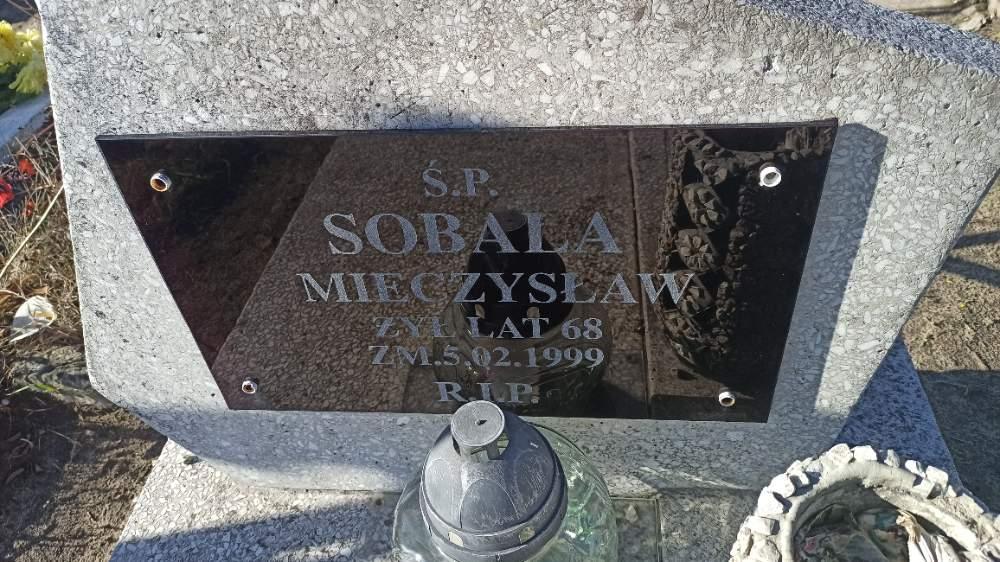 Ś.P.
SOBALA
MIECZYSŁAW
ŻYŁ LAT 68
ZM.5.02.1999
R.I.P.